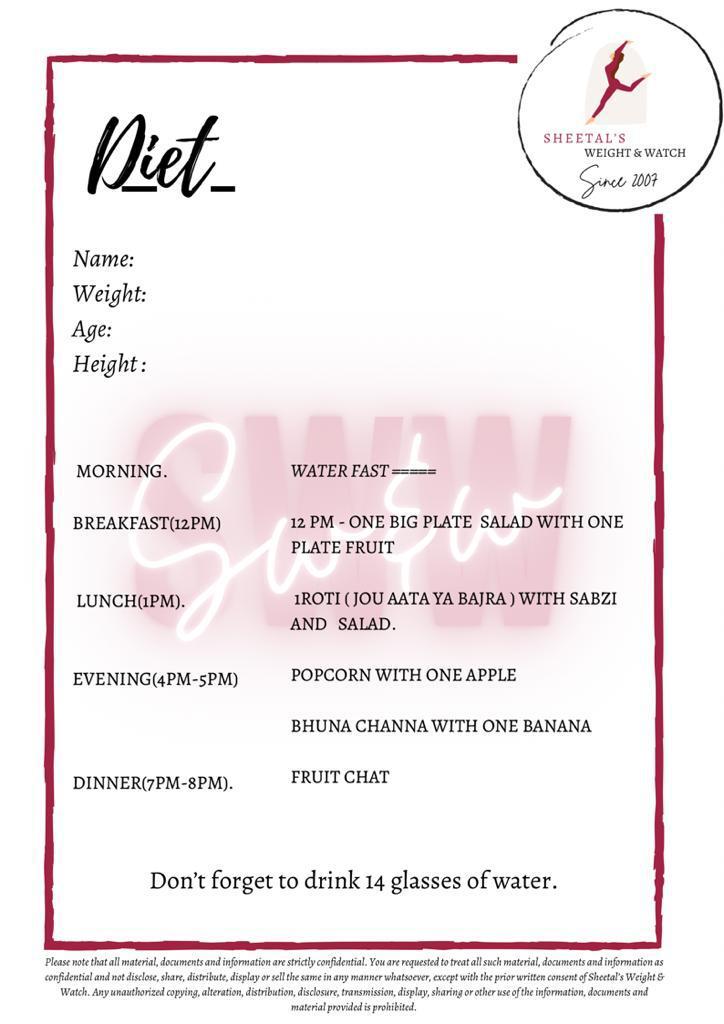 SHEETAL'S
WEIGHT & WATCH
Since 2007
Diet_
Name:
Weight:
Age:
Height :
SWW
Sw&w
MORNING. WATER FAST =====
BREAKFAST(12PM) 12 PM - ONE BIG PLATE SALAD WITH ONE
PLATE FRUIT
LUNCH(1PM). 1ROTI ( JOU AATA YA BAJRA ) WITH SABZI
AND SALAD.
EVENING(4PM-5PM) POPCORN WITH ONE APPLE
BHUNA CHANNA WITH ONE BANANA
DINNER(7PM-8PM). FRUIT CHAT
Don't forget to drink 14 glasses of water.
Please note that all material, documents and information are strictly confidential. You are requested to treat all such material, documents and information as
confidential and not disclose, share, distribute, display or sell the same in any manner whatsoever, except with the prior written consent of Sheetal's Weight &
Watch. Any unauthorized copying, alteration, distribution, disclosure, transmission, display, sharing or other use of the information, documents and
material provided is prohibited.